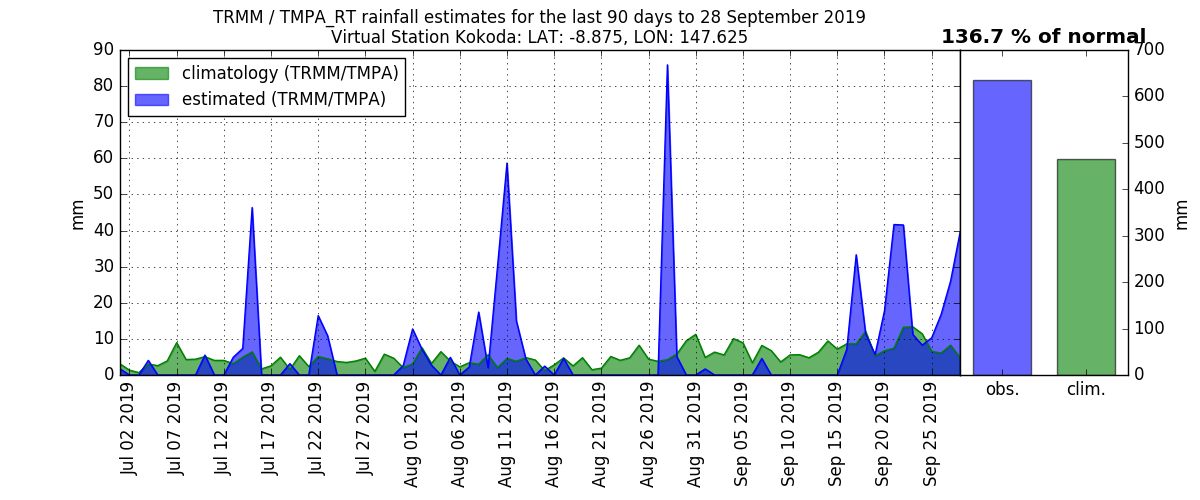 TRMM / TMPA_RT rainfall estimates for the last 90 days to 28 September 2019
Virtual Station Kokoda: LAT: -8.875, LON: 147.625
136.7 % of normal
climatology (TRMM/TMPA)
estimated (TRMM/TMPA)
mm
90
80
70
60
50
40
30
20
10
0
Jul 02 2019
Jul 07 2019
Jul 12 2019
Jul 17 2019
Jul 22 2019
Jul 27 2019
Aug 01 2019
Aug 06 2019
Aug 11 2019
Aug 16 2019
Aug 21 2019
Aug 26 2019
Aug 31 2019
Sep 05 2019
Sep 10 2019
Sep 15 2019
Sep 20 2019
Sep 25 2019
obs.
clim.
700
600
500
400
300
200
100
0
mm